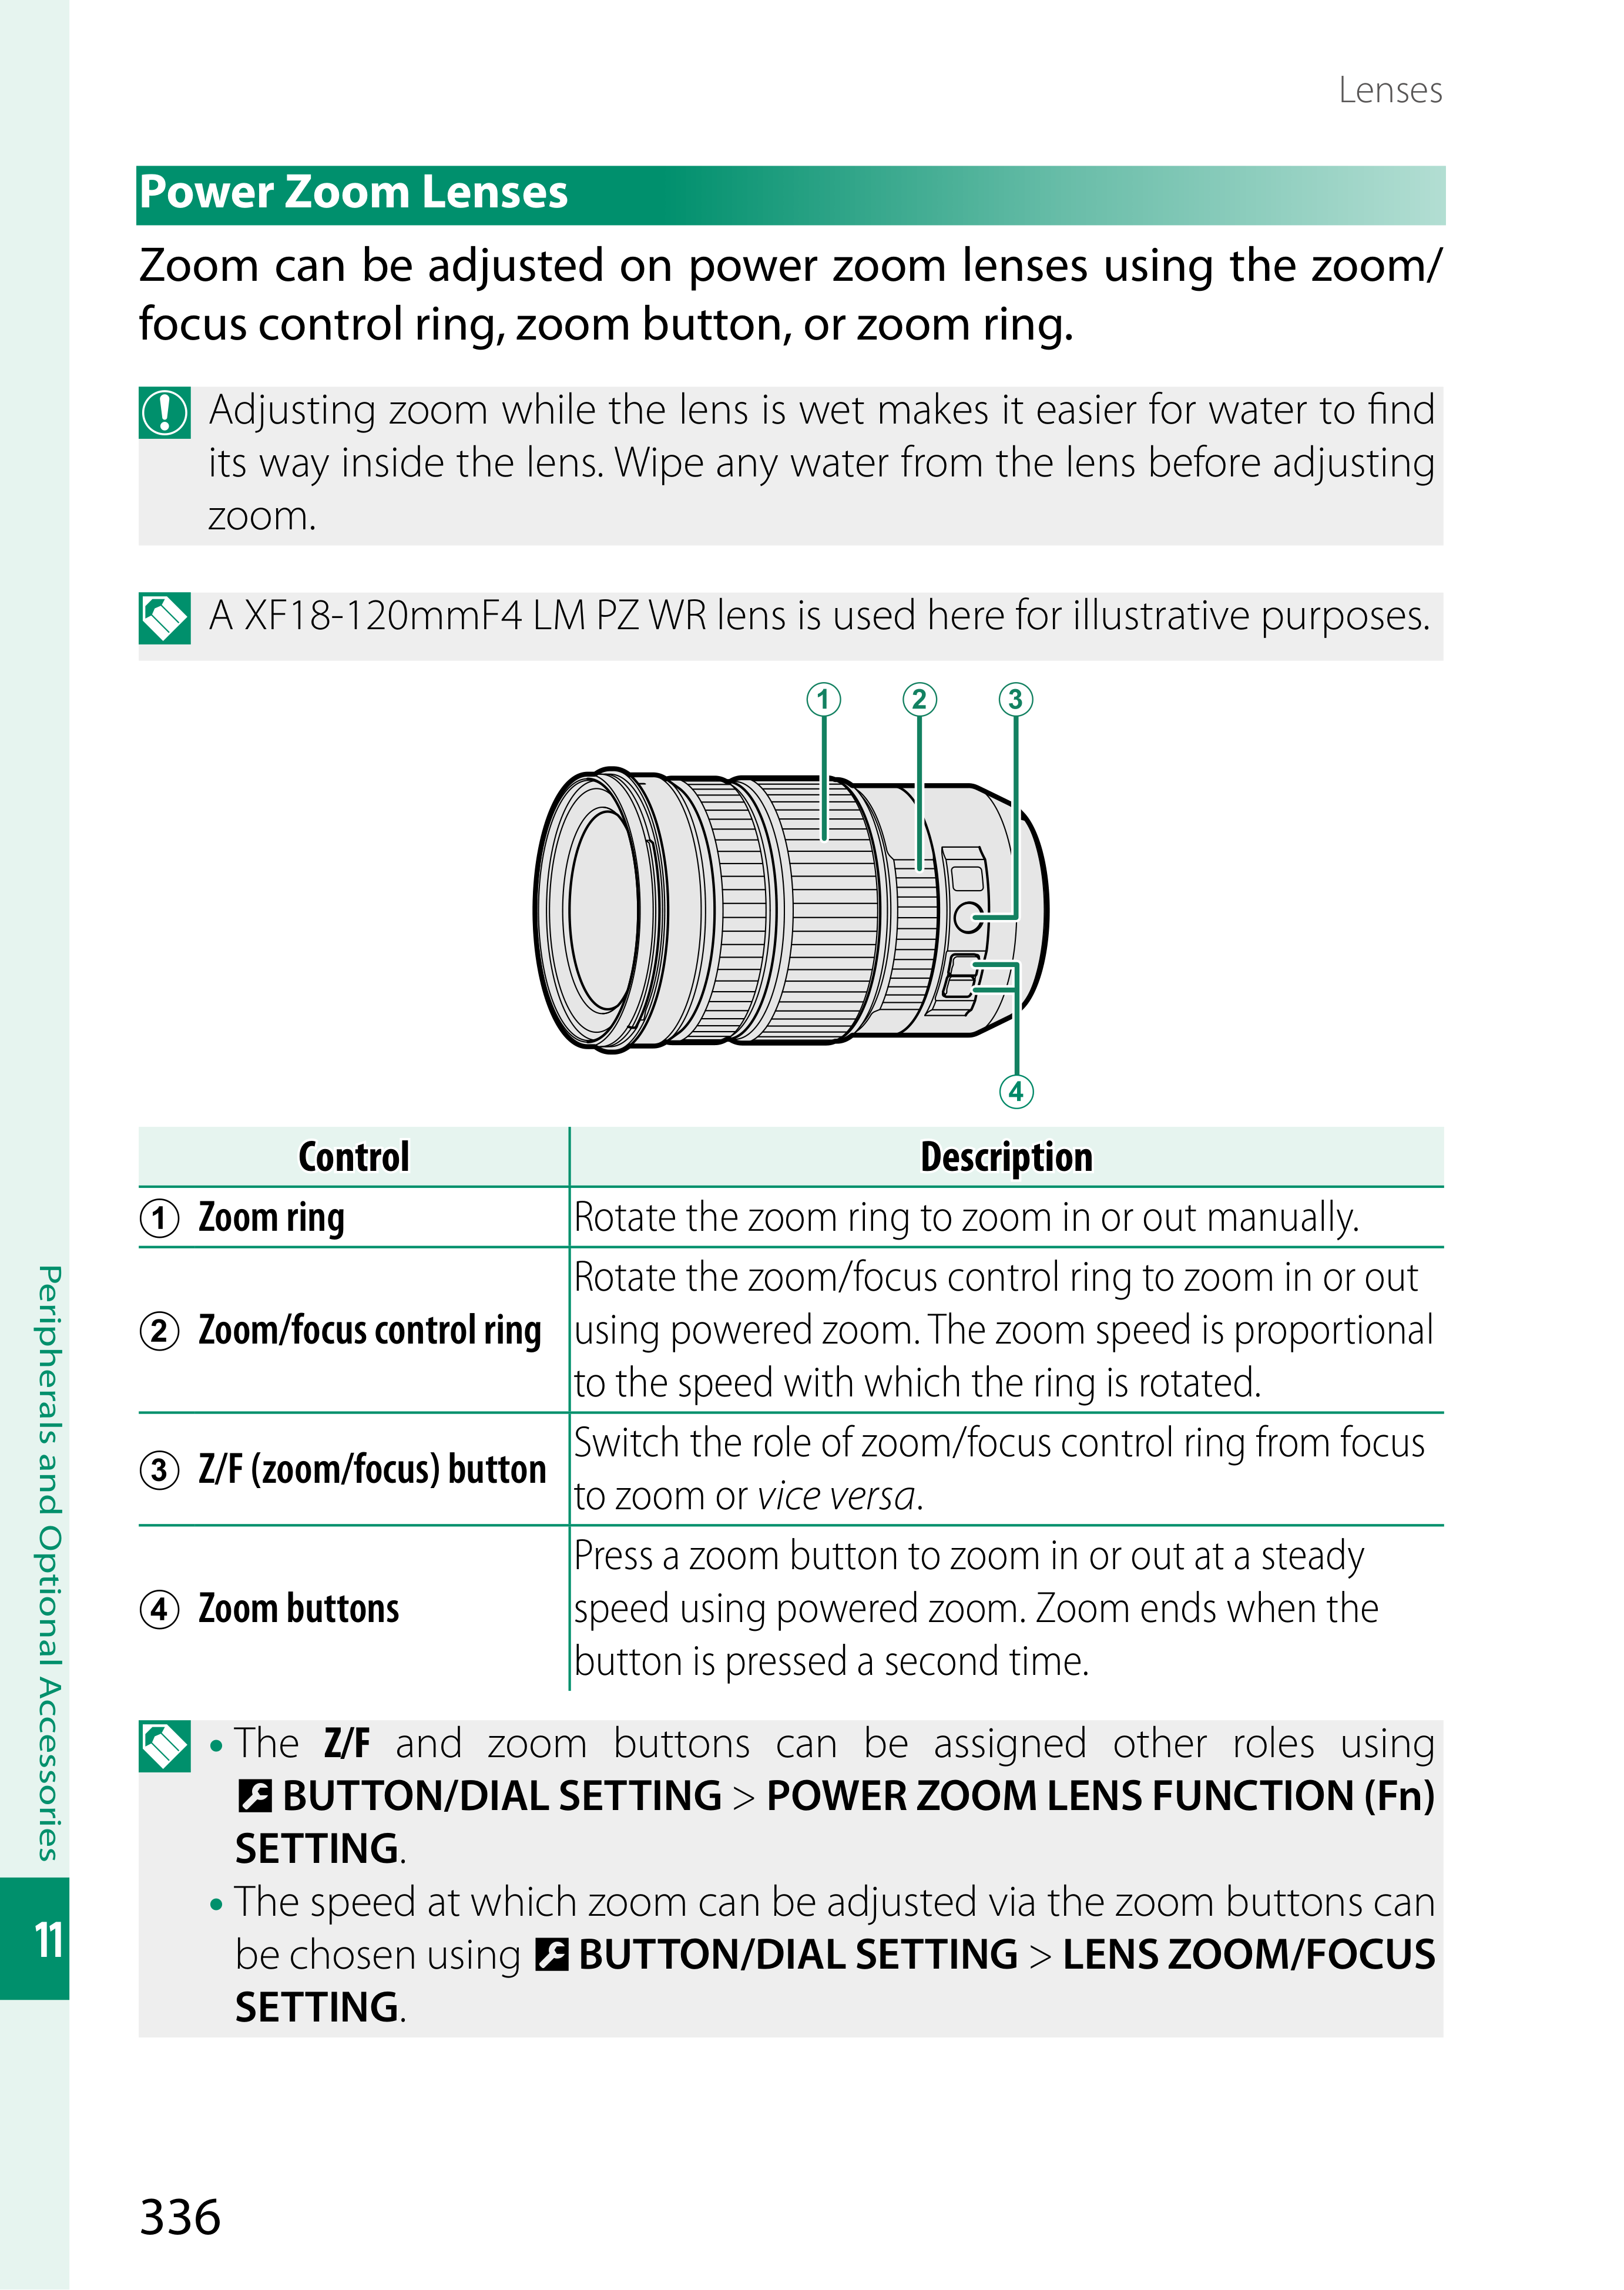 Lenses
Power Zoom Lenses
Zoom can be adjusted on power zoom lenses using the zoom/
focus control ring, zoom button, or zoom ring.
Adjusting zoom while the lens is wet makes it easier for water to find
its way inside the lens. Wipe any water from the lens before adjusting
zoom.
A XF18-120mmF4 LM PZ WR lens is used here for illustrative purposes.
1 2 3
4
Control Description
1 Zoom ring
Rotate the zoom ring to zoom in or out manually.
2 Zoom/focus control ring
Rotate the zoom/focus control ring to zoom in or out
using powered zoom. The zoom speed is proportional
to the speed with which the ring is rotated.
3 Z/F (zoom/focus) button
Switch the role of zoom/focus control ring from focus
to zoom or vice versa.
4 Zoom buttons
Press a zoom button to zoom in or out at a steady
speed using powered zoom. Zoom ends when the
button is pressed a second time.
• The Z/F and zoom buttons can be assigned other roles using
BUTTON/DIAL SETTING > POWER ZOOM LENS FUNCTION (Fn)
SETTING.
• The speed at which zoom can be adjusted via the zoom buttons can
be chosen using BUTTON/DIAL SETTING > LENS ZOOM/FOCUS
SETTING.
Peripherals and Optional Accessories
11
336